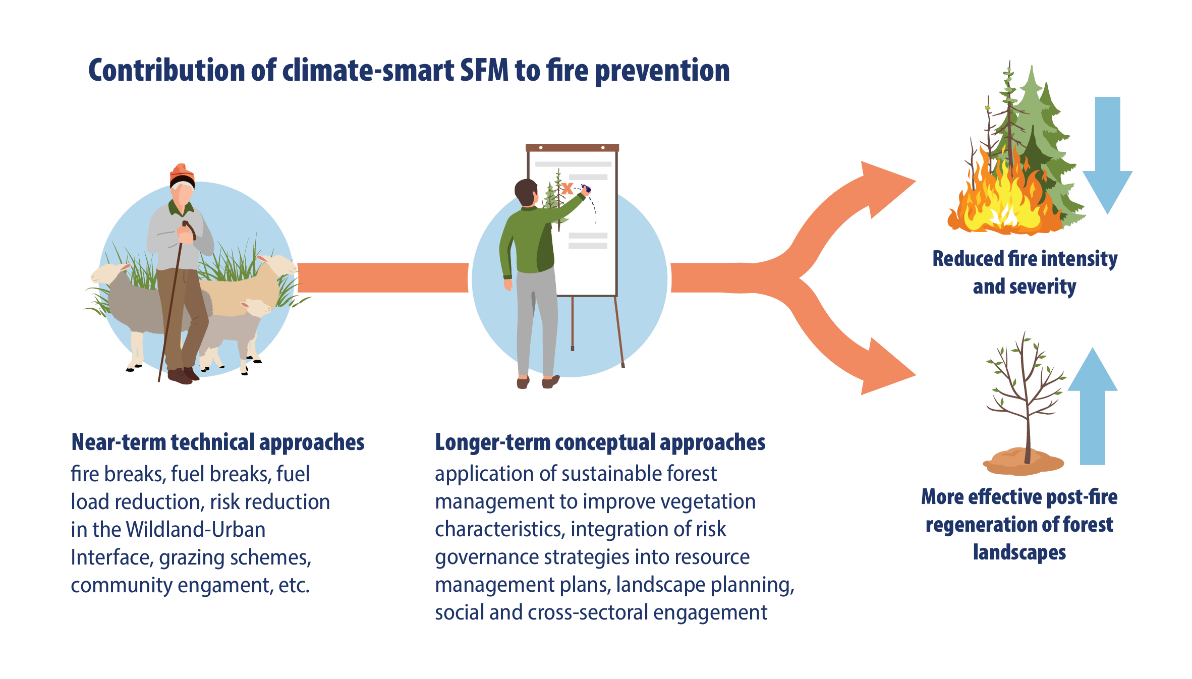 Contribution of climate-smart SFM to fire prevention
Near-term technical approaches
fire breaks, fuel breaks, fuel
load reduction, risk reduction
in the Wildland-Urban
Interface, grazing schemes,
community engament, etc.
Longer-term conceptual approaches
application of sustainable forest
management to improve vegetation
characteristics, integration of risk
governance strategies into resource
management plans, landscape planning,
social and cross-sectoral engagement
Reduced fire intensity
and severity
More effective post-fire
regeneration of forest
landscapes